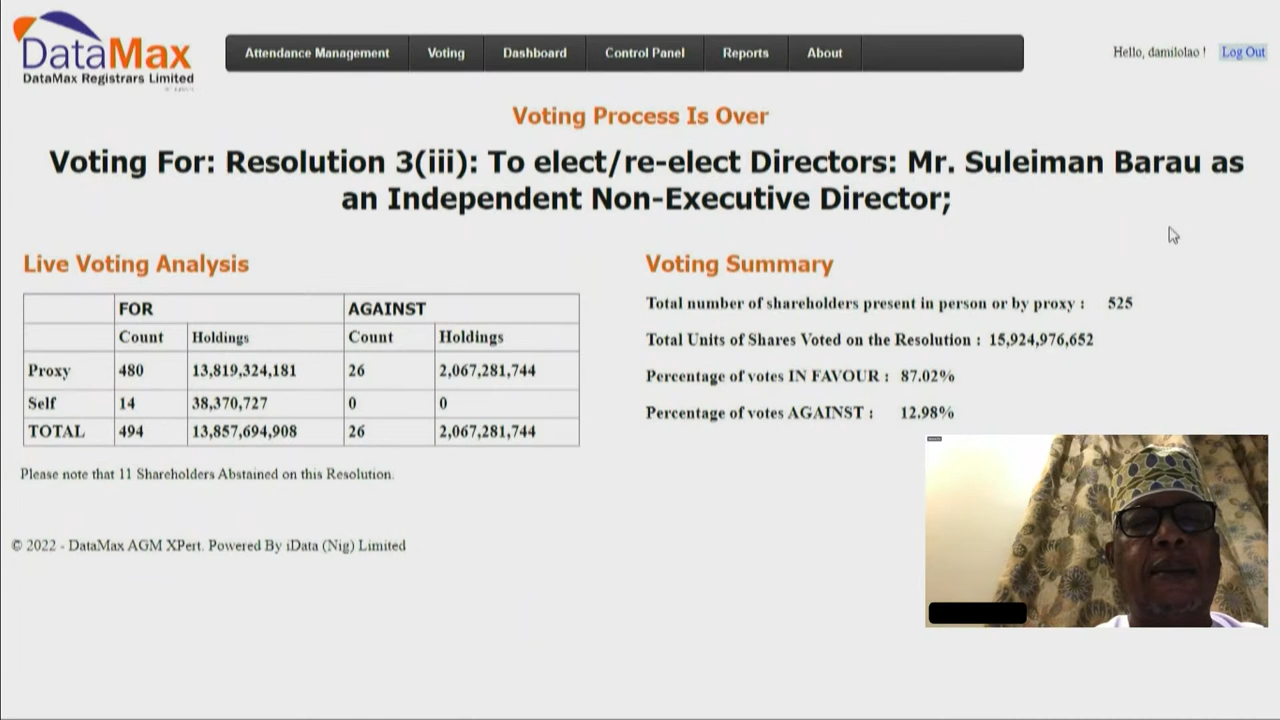 DataMax
DataMax Registrars Limited
Attendance Management Voting Dashboard Control Panel Reports About
Hello, damilolao ! Log Out
Voting Process Is Over
Voting For: Resolution 3(iii): To elect/re-elect Directors: Mr. Suleiman Barau as
an Independent Non-Executive Director;
Live Voting Analysis
FOR AGAINST
Count Holdings Count Holdings
Proxy 480 13,819,324,181 26 2,067,281,744
Self 14 38,370,727 0 0
TOTAL 494 13,857,694,908 26 2,067,281,744
Please note that 11 Shareholders Abstained on this Resolution.
Voting Summary
Total number of shareholders present in person or by proxy : 525
Total Units of Shares Voted on the Resolution : 15,924,976,652
Percentage of votes IN FAVOUR : 87.02%
Percentage of votes AGAINST : 12.98%
© 2022 - DataMax AGM XPert. Powered By iData (Nig) Limited